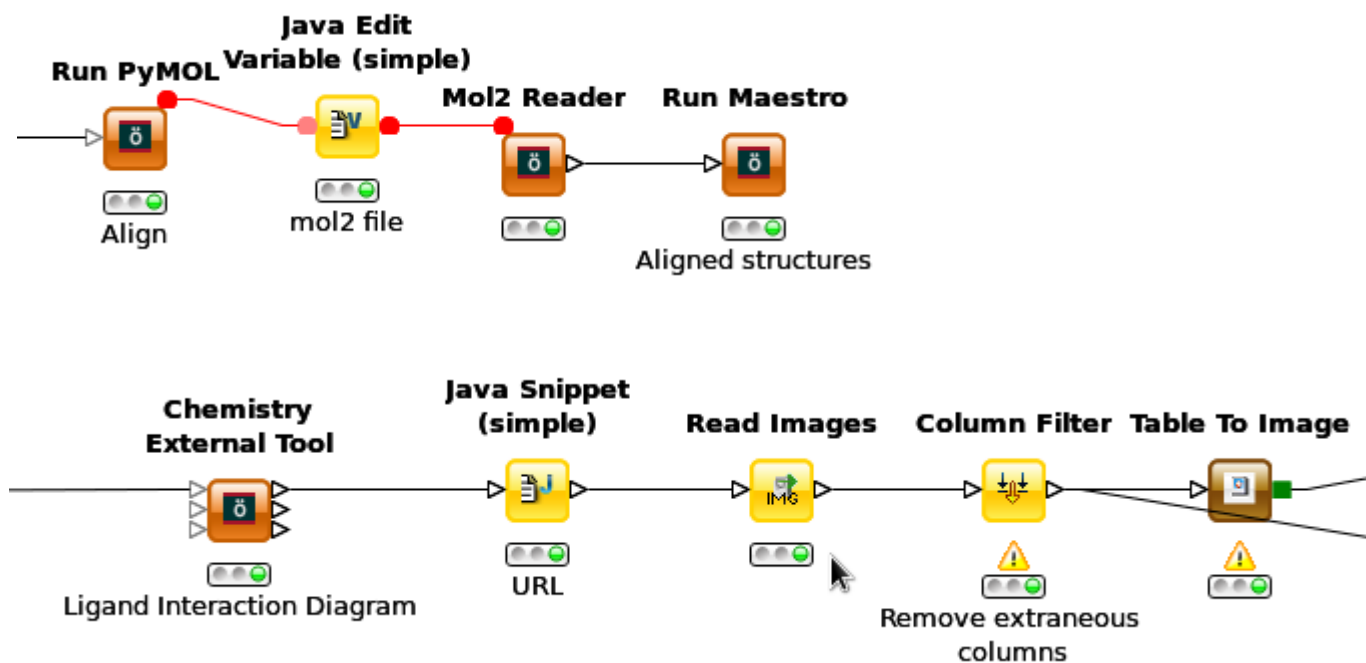 Java Edit
Variable (simple)
Run PyMOL
Mol2 Reader
Run Maestro
ö
V
ö
ö
Align
mol2 file
Aligned structures
Chemistry
External Tool
Java Snippet
(simple)
Read Images
Column Filter
Table To Image
ö
J
IMG
Ligand Interaction Diagram
URL
Remove extraneous
columns